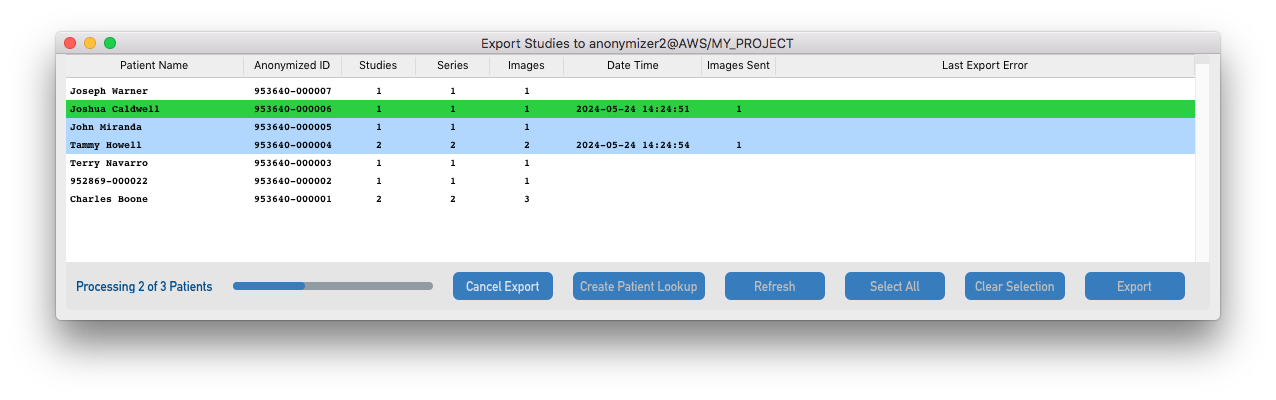 Export Studies to anonymizer2@AWS/MY_PROJECT
Patient Name Anonymized ID Studies Series Images Date Time Images Sent Last Export Error
Joseph Warner 953640-000007 1 1 1
Joshua Caldwell 953640-000006 1 1 1 2024-05-24 14:24:51 1
John Miranda 953640-000005 1 1 1
Tammy Howell 953640-000004 2 2 2 2024-05-24 14:24:54 1
Terry Navarro 953640-000003 1 1 1
952869-000022 953640-000002 1 1 1
Charles Boone 953640-000001 2 2 3
Processing 2 of 3 Patients Cancel Export Create Patient Lookup Refresh Select All Clear Selection Export